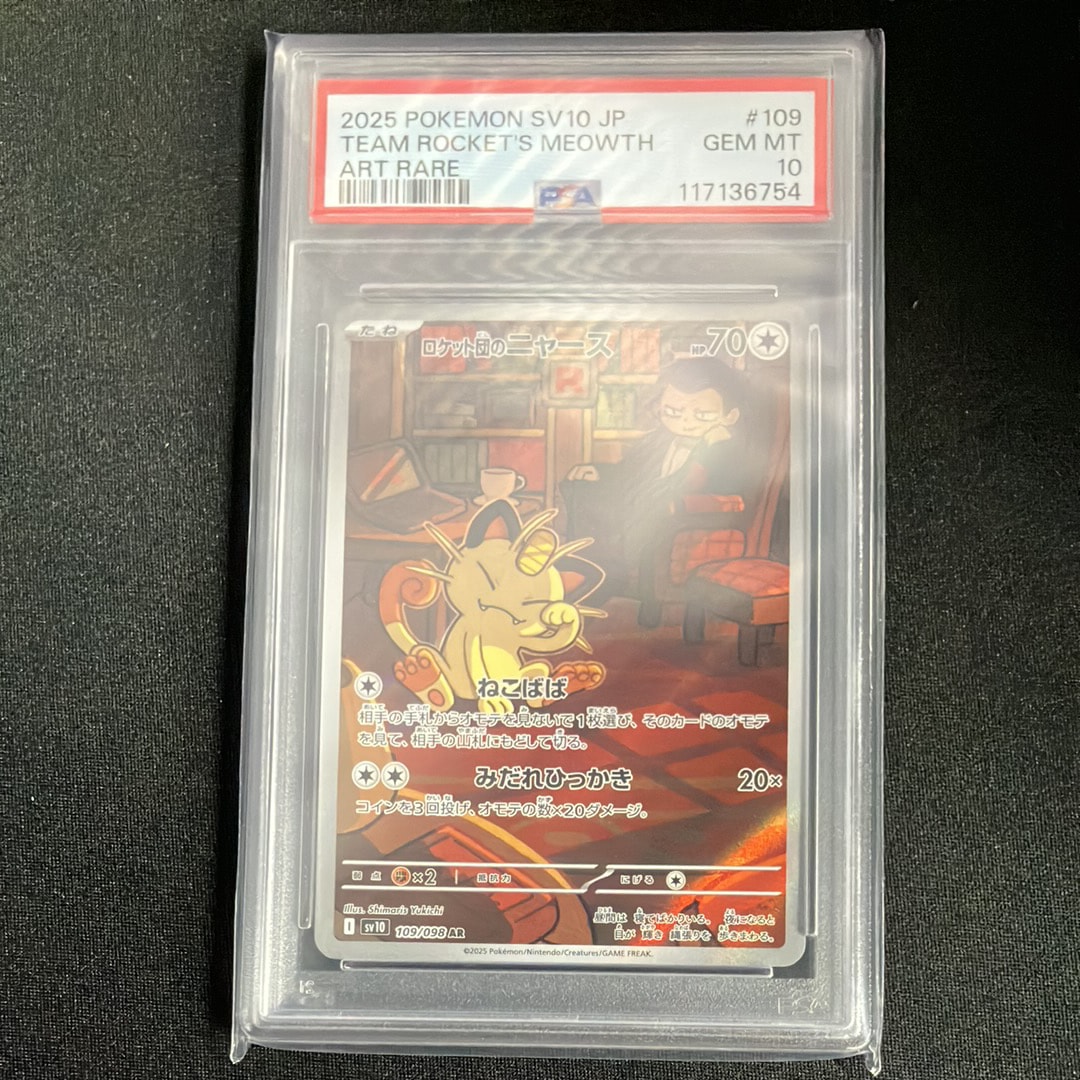 2025 POKEMON SV10 JP #109
TEAM ROCKET'S MEOWTH GEM MT
ART RARE 10
PSA 117136754
たね ロケット団のニャース HP70
R
ねこばば
相手の手札からオモテを見ないで1枚選び、そのカードのオモテ
を見て、相手の山札にもどして切る。
みだれひっかき 20×
コインを3回投げ、オモテの数×20ダメージ。
弱点 ×2 抵抗力 にげる
Illus. Shimaris Yukichi
I sv10 109/098 AR
昼間は 寝てばかりいる。 夜になると
目が 輝き 縄張りを 歩きまわる。
©2025 Pokémon/Nintendo/Creatures/GAME FREAK.